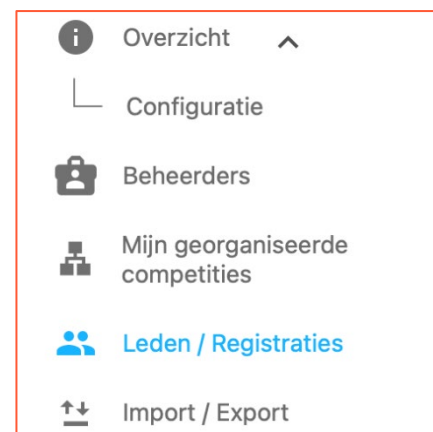 Overzicht
Configuratie
Beheerders
Mijn georganiseerde
competities
Leden / Registraties
Import / Export